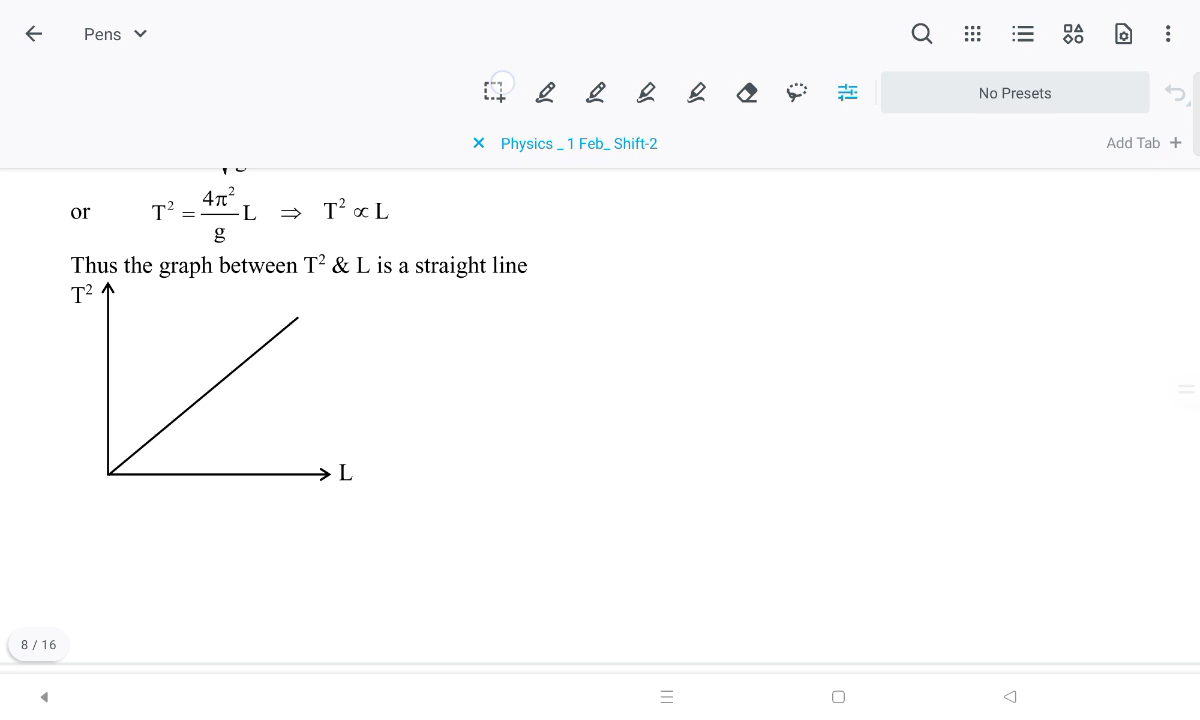 Pens
No Presets
Physics _ 1 Feb_ Shift-2
Add Tab +
or T² = 4π²/g L ⇒ T² ∝ L
Thus the graph between T² & L is a straight line
T²
L
8 / 16